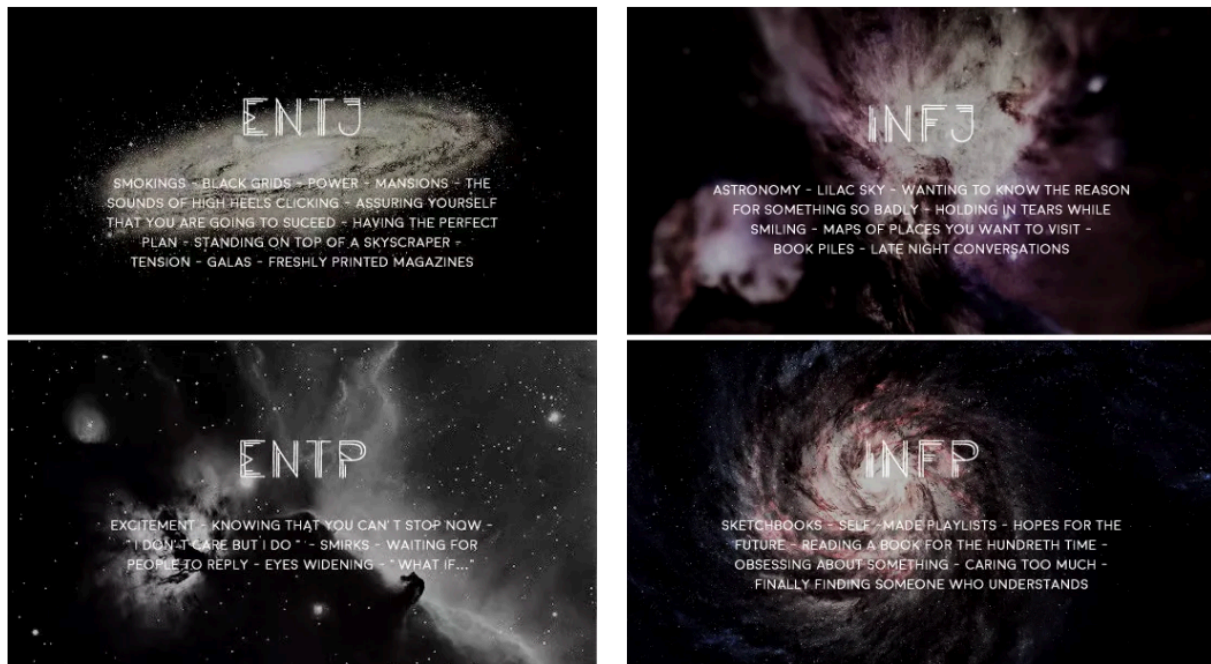 ENTJ
SMOKINGS - BLACK GRIDS - POWER - MANSIONS - THE
SOUNDS OF HIGH HEELS CLICKING - ASSURING YOURSELF
THAT YOU ARE GOING TO SUCEED - HAVING THE PERFECT
PLAN - STANDING ON TOP OF A SKYSCRAPER -
TENSION - GALAS - FRESHLY PRINTED MAGAZINES
INFJ
ASTRONOMY - LILAC SKY - WANTING TO KNOW THE REASON
FOR SOMETHING SO BADLY - HOLDING IN TEARS WHILE
SMILING - MAPS OF PLACES YOU WANT TO VISIT -
BOOK PILES - LATE NIGHT CONVERSATIONS
ENTP
EXCITEMENT - KNOWING THAT YOU CAN'T STOP NOW -
"I DON'T CARE BUT I DO" - SMIRKS - WAITING FOR
PEOPLE TO REPLY - EYES WIDENING - "WHAT IF..."
INFP
SKETCHBOOKS - SELF-MADE PLAYLISTS - HOPES FOR THE
FUTURE - READING A BOOK FOR THE HUNDRETH TIME -
OBSESSING ABOUT SOMETHING - CARING TOO MUCH -
FINALLY FINDING SOMEONE WHO UNDERSTANDS